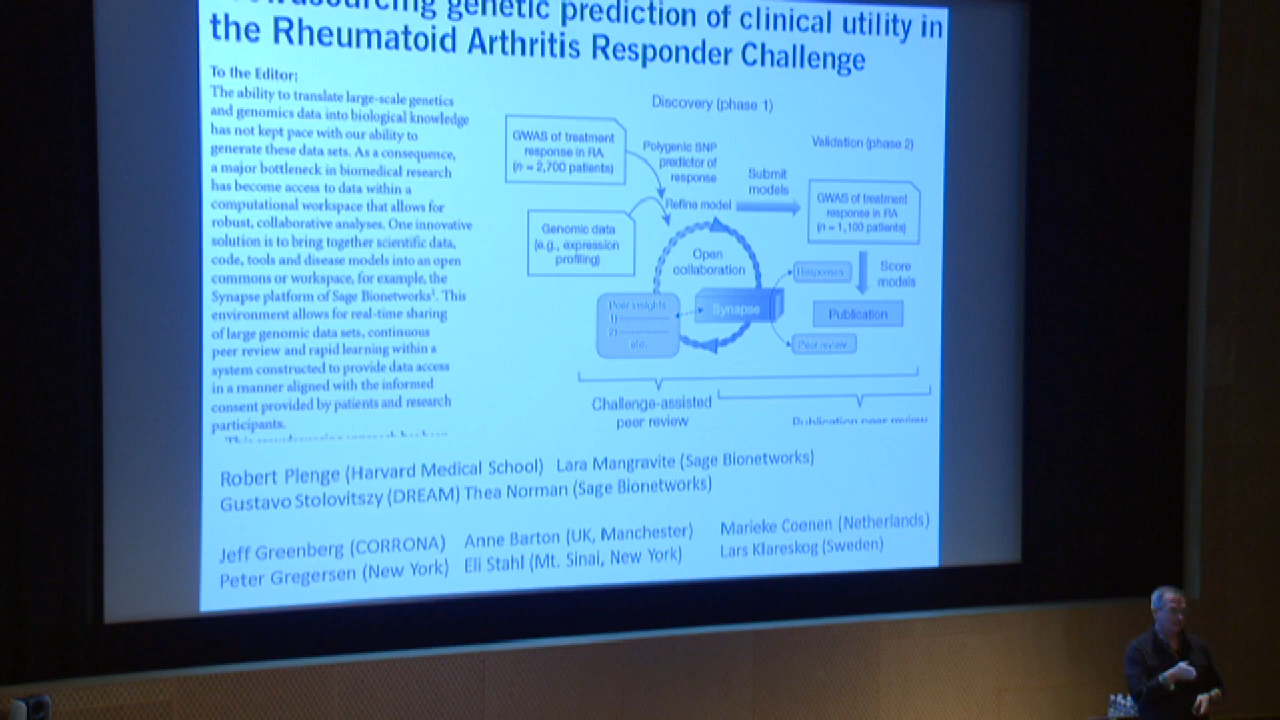 genetic prediction of clinical utility in
the Rheumatoid Arthritis Responder Challenge
To the Editor:
The ability to translate large-scale genetics
and genomics data into biological knowledge
has not kept pace with our ability to
generate these data sets. As a consequence,
a major bottleneck in biomedical research
has become access to data within a
computational workspace that allows for
robust, collaborative analyses. One innovative
solution is to bring together scientific data,
code, tools and disease models into an open
commons or workspace, for example, the
Synapse platform of Sage Bionetworks¹. This
environment allows for real-time sharing
of large genomic data sets, continuous
peer review and rapid learning within a
system constructed to provide data access
in a manner aligned with the informed
consent provided by patients and research
participants.
Discovery (phase 1)
GWAS of treatment
response in RA
(n = 2,700 patients)
Polygenic SNP
predictor of
response
Validation (phase 2)
Submit
models
Refine model
GWAS of treatment
response in RA
(n = 1,100 patients)
Genomic data
(e.g., expression
profiling)
Open
collaboration
Responses
Score
models
Peer insights
1)
2)
etc.
Synapse
Publication
Peer review
Challenge-assisted
peer review
Publication peer review
Robert Plenge (Harvard Medical School) Lara Mangravite (Sage Bionetworks)
Gustavo Stolovitszy (DREAM) Thea Norman (Sage Bionetworks)
Jeff Greenberg (CORRONA) Anne Barton (UK, Manchester) Marieke Coenen (Netherlands)
Peter Gregersen (New York) Eli Stahl (Mt. Sinai, New York) Lars Klareskog (Sweden)